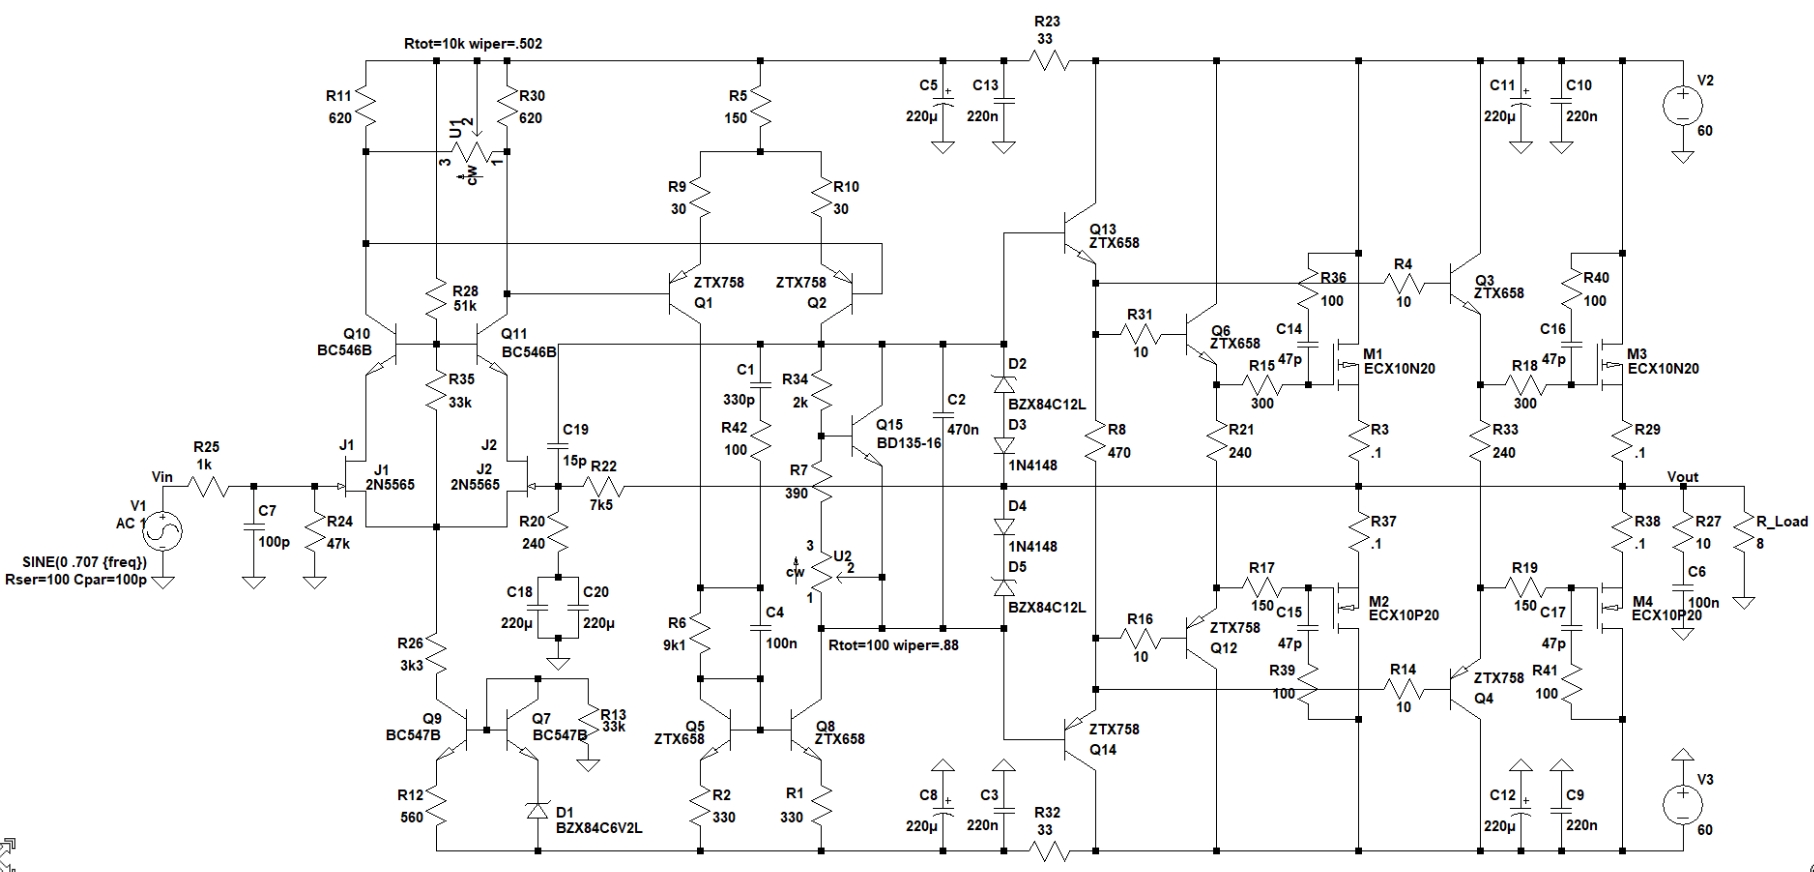 R23
33
Rtot=10k wiper=.502
R11
620
U1
2
3
1
cw
R30
620
R5
150
C5
+
220µ
C13
220n
C11
+
220µ
C10
220n
V2
+
60
R9
30
R10
30
Q13
ZTX658
R28
51k
ZTX758
Q1
ZTX758
Q2
R36
100
R4
10
Q3
ZTX658
R40
100
Q10
BC546B
Q11
BC546B
R31
10
Q6
ZTX658
C14
47p
M1
ECX10N20
C16
47p
M3
ECX10N20
R35
33k
C1
330p
R34
2k
D2
BZX84C12L
R15
300
R18
300
C2
470n
C19
15p
R42
100
Q15
BD135-16
D3
1N4148
R8
470
R21
240
R3
.1
R33
240
R29
.1
R25
1k
Vin
J1
J1
2N5565
J2
J2
2N5565
R22
7k5
R7
390
Vout
V1
AC 1
+
C7
100p
R24
47k
R20
240
D4
1N4148
R37
.1
R38
.1
R27
10
R_Load
8
SINE(0 .707 {freq})
Rser=100 Cpar=100p
3
U2
2
cw
1
D5
BZX84C12L
C18
220µ
C20
220µ
R17
150
C15
47p
M2
ECX10P20
R19
150
C17
47p
M4
ECX10P20
C6
100n
R26
3k3
R6
9k1
C4
100n
Rtot=100 wiper=.88
R16
10
ZTX758
Q12
R39
100
R14
10
ZTX758
Q4
R41
100
Q9
BC547B
Q7
BC547B
R13
33k
Q5
ZTX658
Q8
ZTX658
ZTX758
Q14
R12
560
D1
BZX84C6V2L
R2
330
R1
330
C8
+
220µ
C3
220n
R32
33
C12
+
220µ
C9
220n
V3
+
60